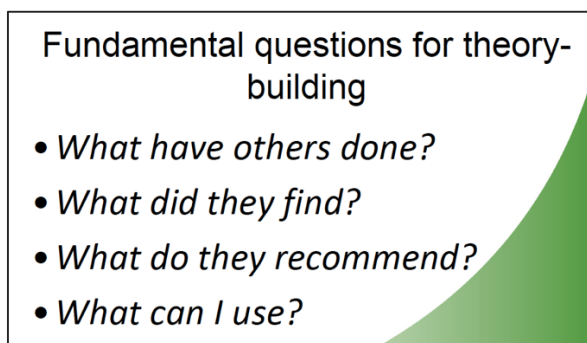 Fundamental questions for theory-
building
• What have others done?
• What did they find?
• What do they recommend?
• What can I use?